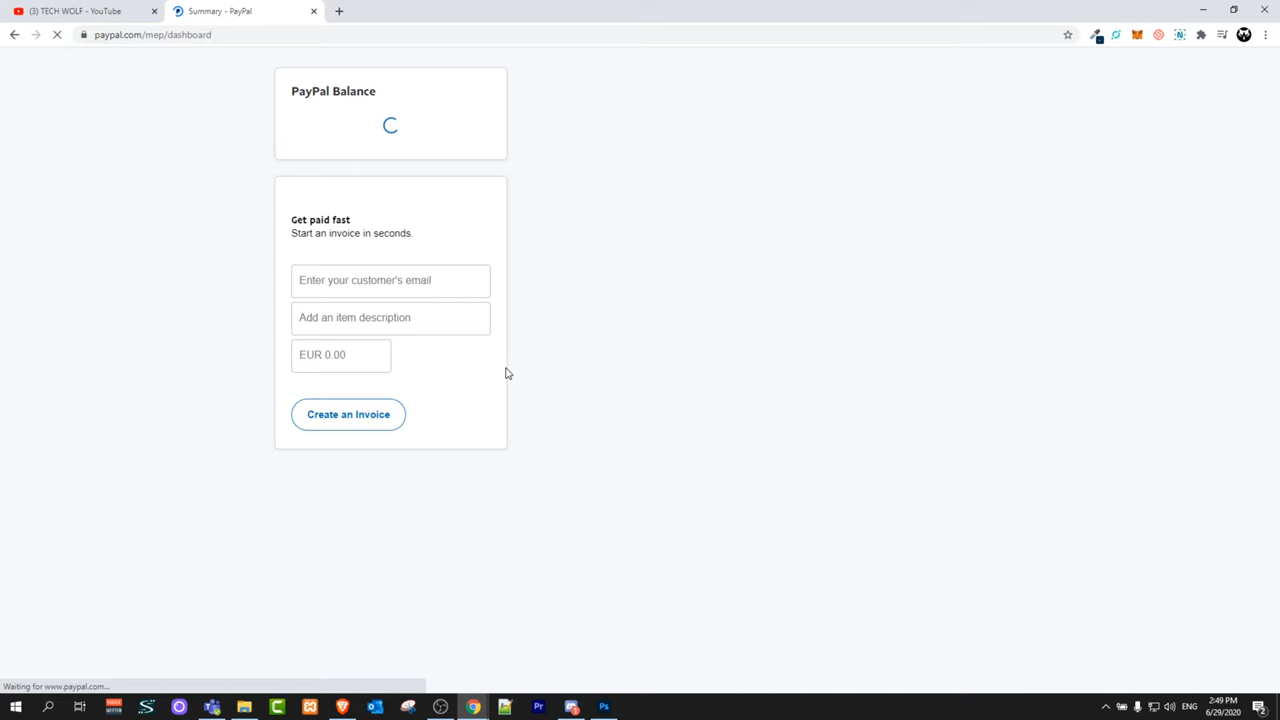 (3) TECH WOLF - YouTube
Summary - PayPal
paypal.com/mep/dashboard
PayPal Balance
Get paid fast
Start an invoice in seconds.
Enter your customer's email
Add an item description
EUR 0.00
Create an Invoice
Waiting for www.paypal.com...
ENG
2:49 PM
6/29/2020